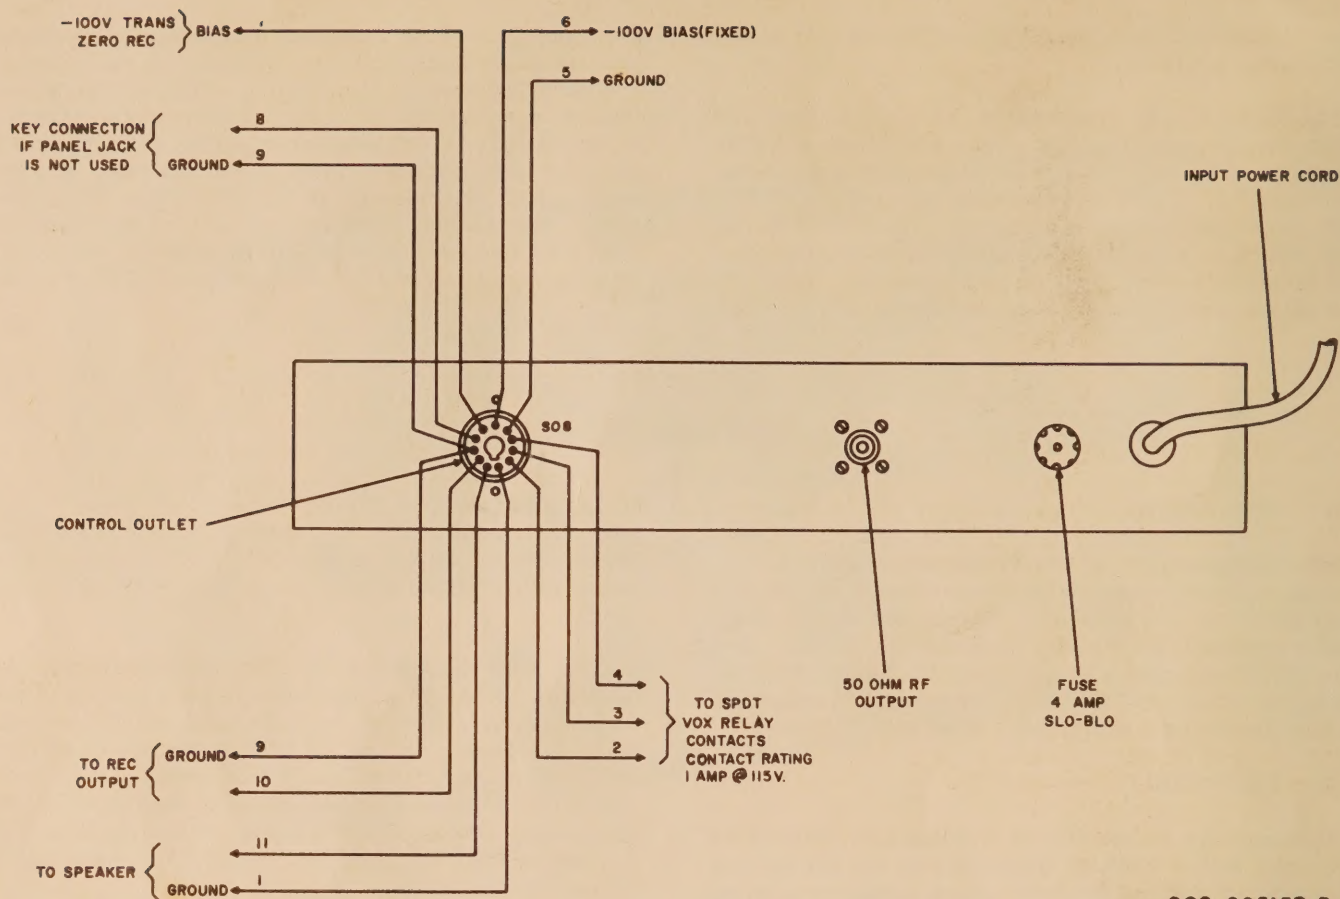 -100V TRANS
ZERO REC
BIAS
6
-100V BIAS(FIXED)
5
GROUND
KEY CONNECTION
IF PANEL JACK
IS NOT USED
8
GROUND
9
INPUT POWER CORD
SO8
CONTROL OUTLET
4
3
2
TO SPDT
VOX RELAY
CONTACTS
CONTACT RATING
1 AMP @ 115V.
50 OHM RF
OUTPUT
FUSE
4 AMP
SLO-BLO
TO REC
OUTPUT
GROUND
9
10
TO SPEAKER
11
GROUND
1